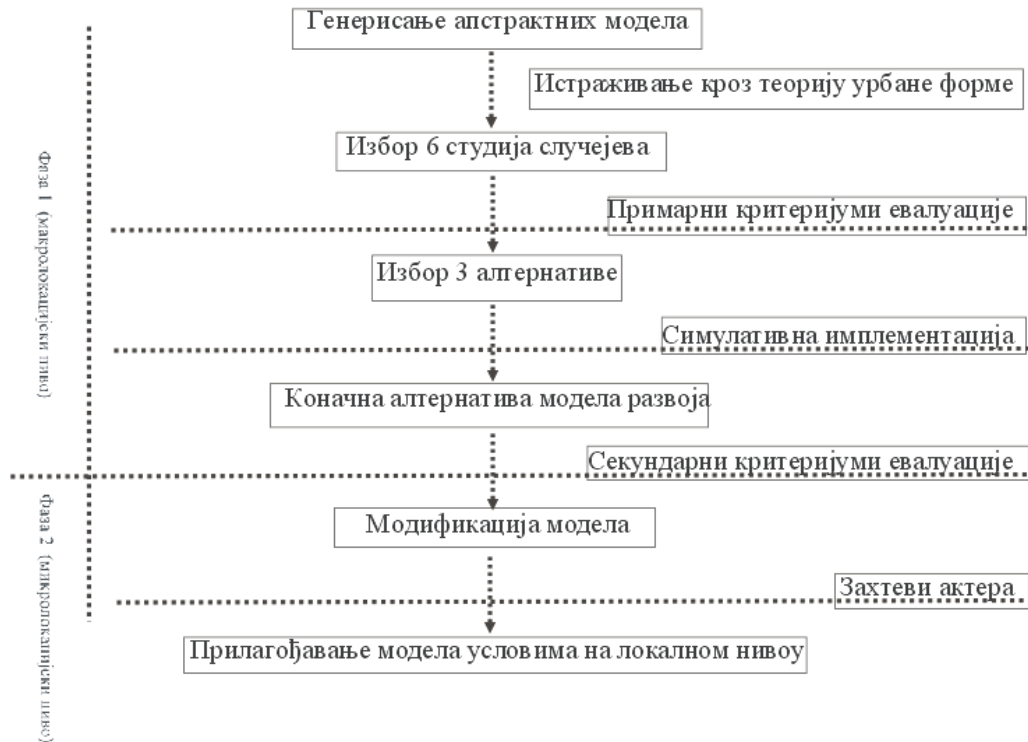 Генерисање апстрактних модела
Истраживање кроз теорију урбане форме
Избор 6 студија случејева
Примарни критеријуми евалуације
Избор 3 алтернативе
Симулативна имплементација
Коначна алтернатива модела развоја
Секундарни критеријуми евалуације
Модификација модела
Захтеви актера
Прилагођавање модела условима на локалном нивоу
Фаза 1 (макролокацијски ниво)
Фаза 2 (микролокацијски ниво)